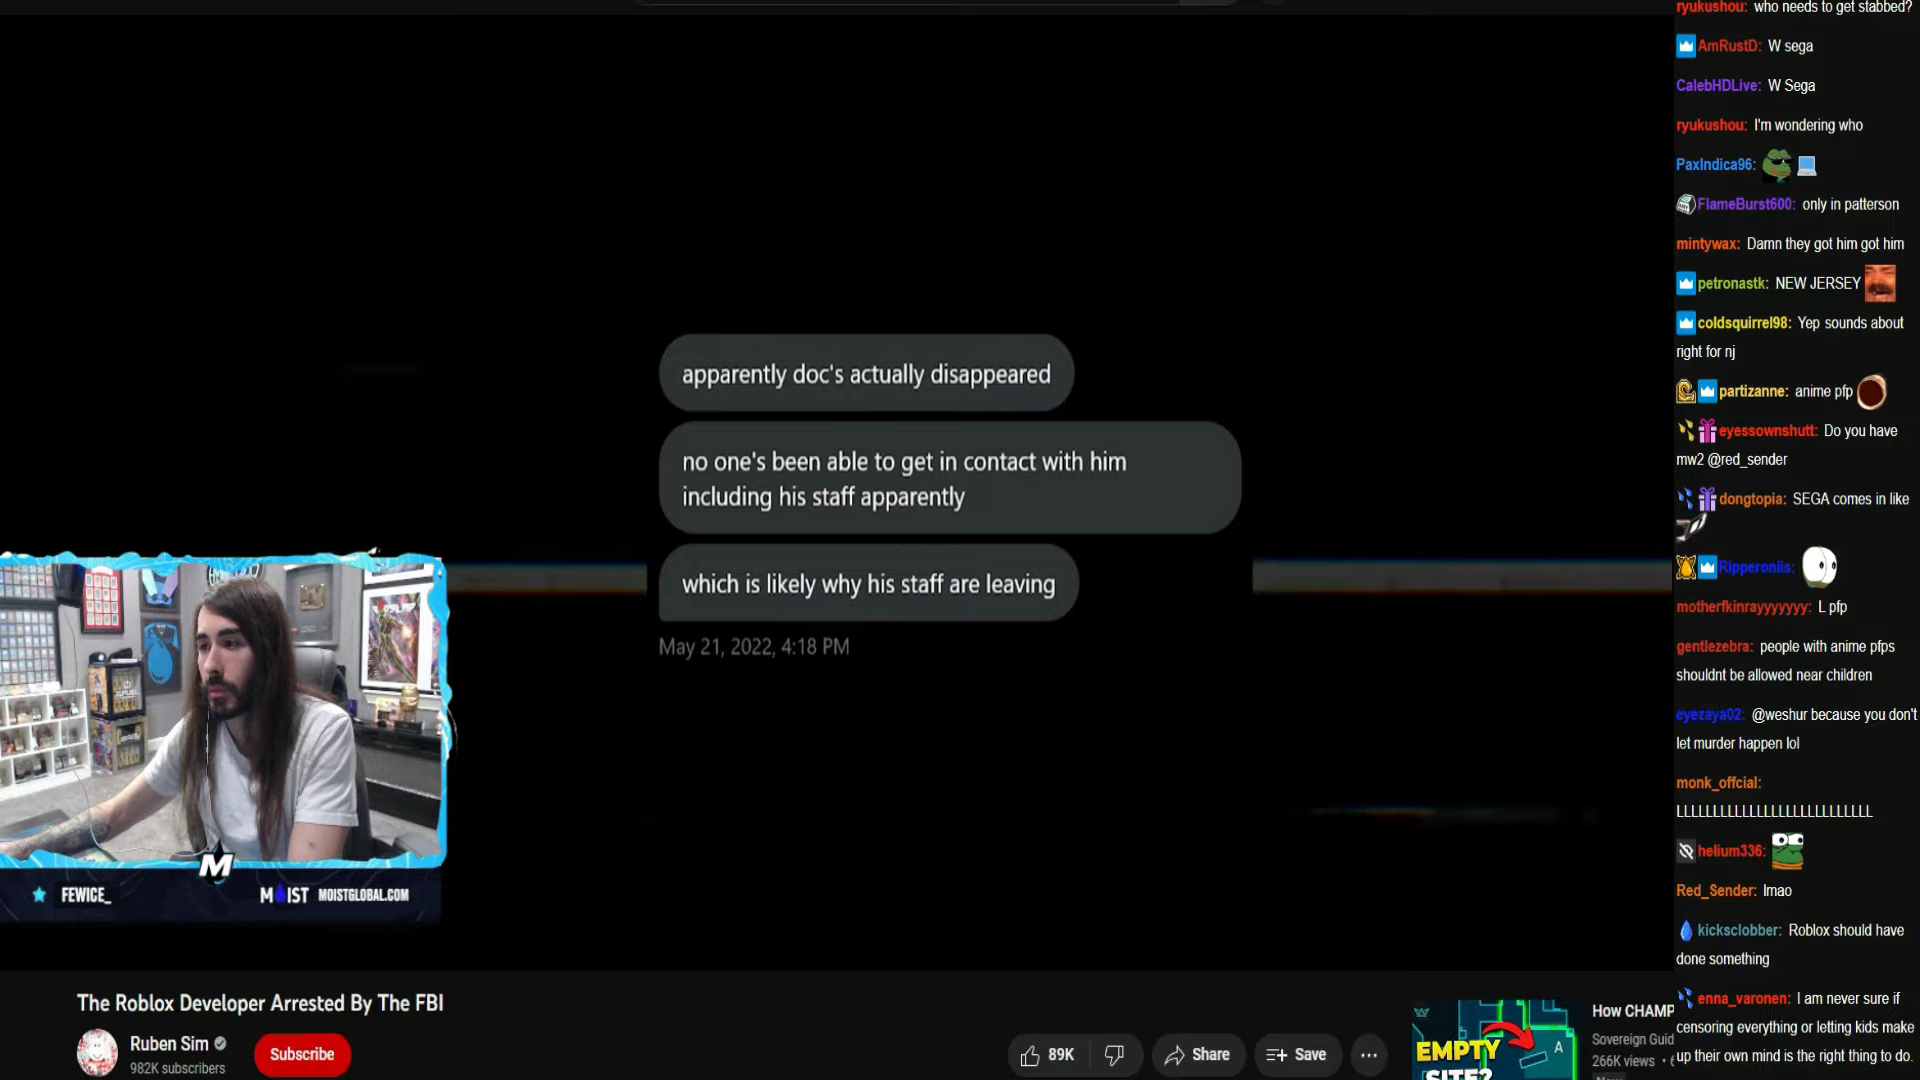 apparently doc's actually disappeared
no one's been able to get in contact with him
including his staff apparently
which is likely why his staff are leaving
May 21, 2022, 4:18 PM
M
FEWICE_
MOIST MOISTGLOBAL.COM
The Roblox Developer Arrested By The FBI
Ruben Sim
982K subscribers
Subscribe
89K
Share
Save
EMPTY
SITE?
A
How CHAMP
Sovereign Guid
266K views •
ryukushou: who needs to get stabbed?
AmRustD: W sega
CalebHDLive: W Sega
ryukushou: I'm wondering who
PaxIndica96:
FlameBurst600: only in patterson
mintywax: Damn they got him got him
petronastk: NEW JERSEY
coldsquirrel98: Yep sounds about
right for nj
partizanne: anime pfp
eyessownshutt: Do you have
mw2 @red_sender
dongtopia: SEGA comes in like
Ripperoniis:
motherfkinrayyyyyyy: L pfp
gentlezebra: people with anime pfps
shouldnt be allowed near children
eyezaya02: @weshur because you don't
let murder happen lol
monk_offcial:
LLLLLLLLLLLLLLLLLLLLLLLLLL
helium336:
Red_Sender: lmao
kicksclobber: Roblox should have
done something
enna_varonen: I am never sure if
censoring everything or letting kids make
up their own mind is the right thing to do.